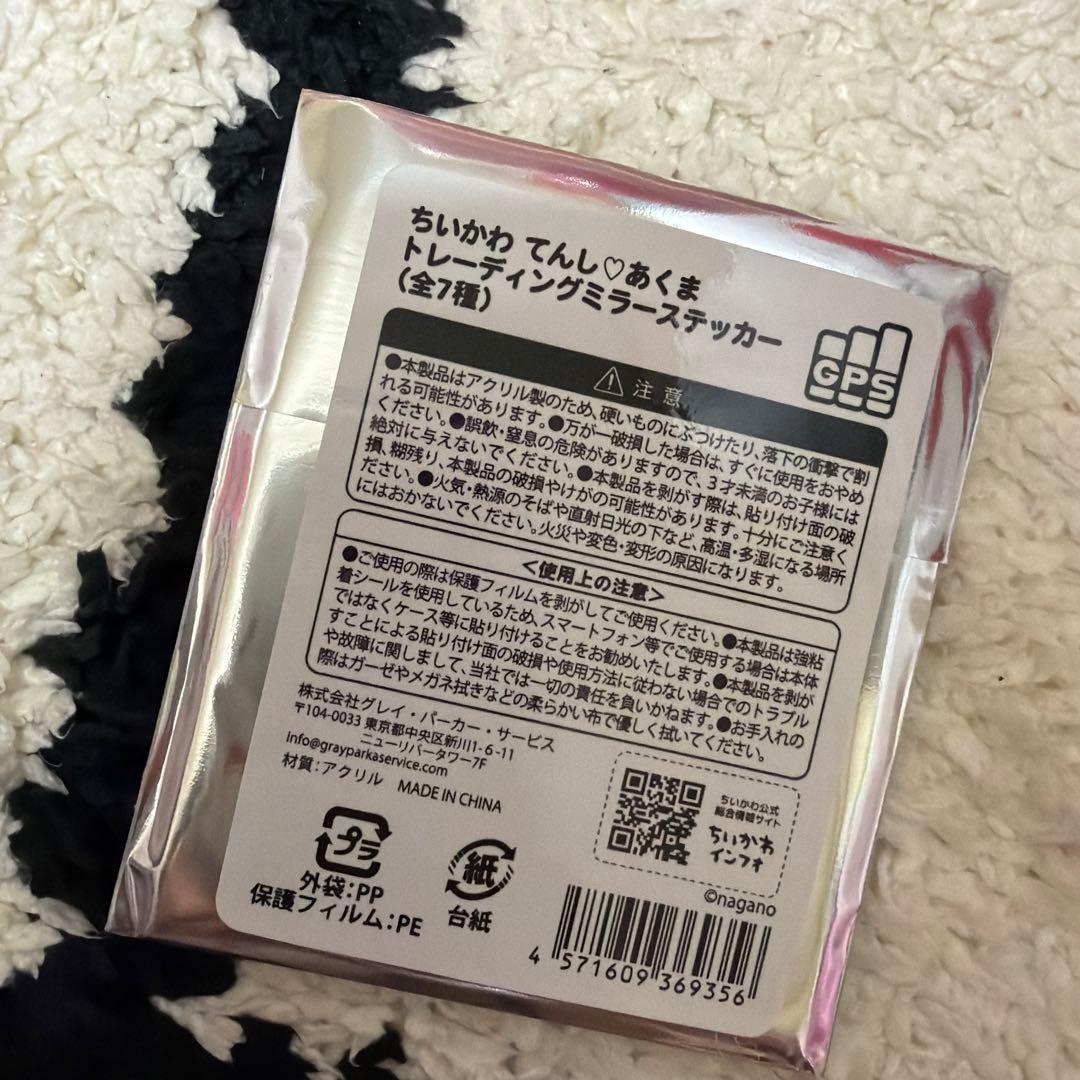 ちいかわ てんし♡あくま
トレーディングミラーステッカー
(全7種)
GPS
⚠ 注意
●本製品はアクリル製のため、硬いものにぶつけたり、落下の衝撃で割
れる可能性があります。●万が一破損した場合は、すぐに使用をおやめ
ください。●誤飲・窒息の危険がありますので、3才未満のお子様には
絶対に与えないでください。●本製品を剥がす際は、貼り付け面の破
損、糊残り、本製品の破損やけがの可能性があります。十分にご注意く
ださい。●火気・熱源のそばや直射日光の下など、高温・多湿になる場所
にはおかないでください。火災や変色・変形の原因になります。
<使用上の注意>
●ご使用の際は保護フィルムを剥がしてご使用ください。●本製品は強粘
着シールを使用しているため、スマートフォン等でご使用する場合は本体
ではなくケース等に貼り付けることをお勧めいたします。●本製品を剥が
すことによる貼り付け面の破損や使用方法に従わない場合でのトラブル
や故障に関しまして、当社では一切の責任を負いかねます。●お手入れの
際はガーゼやメガネ拭きなどの柔らかい布で優しく拭いてください。
株式会社グレイ・パーカー・サービス
〒104-0033 東京都中央区新川1-6-11
ニューリバータワー7F
info@grayparkaservice.com
材質:アクリル MADE IN CHINA
プラ
外袋:PP
保護フィルム:PE
紙
台紙
ちいかわ公式
総合情報サイト
ちいかわ
インフォ
©nagano
4 571609 369356